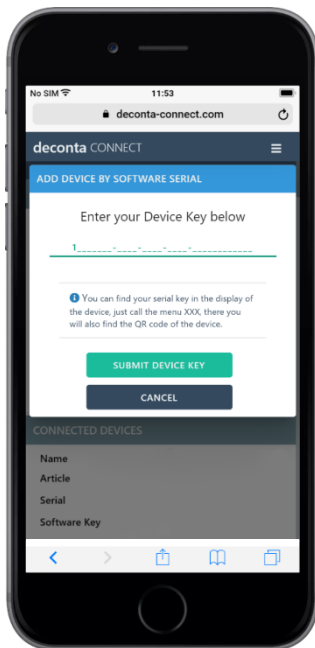 No SIM 11:53
deconta-connect.com
deconta CONNECT
ADD DEVICE BY SOFTWARE SERIAL
Enter your Device Key below
1_______-____-____-____-____________
You can find your serial key in the display of
the device, just call the menu XXX, there you
will also find the QR code of the device.
SUBMIT DEVICE KEY
CANCEL
CONNECTED DEVICES
Name
Article
Serial
Software Key